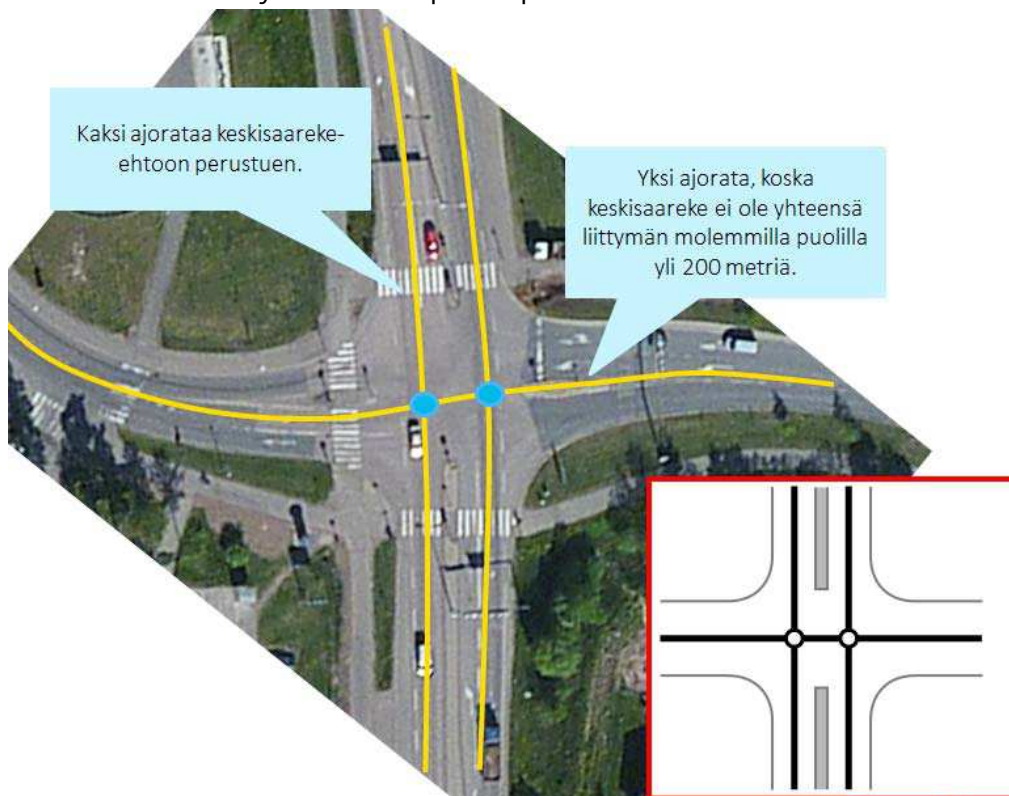 Kaksi ajorataa keskisaareke-
ehtoon perustuen.
Yksi ajorata, koska
keskisaareke ei ole yhteensä
liittymän molemmilla puolilla
yli 200 metriä.